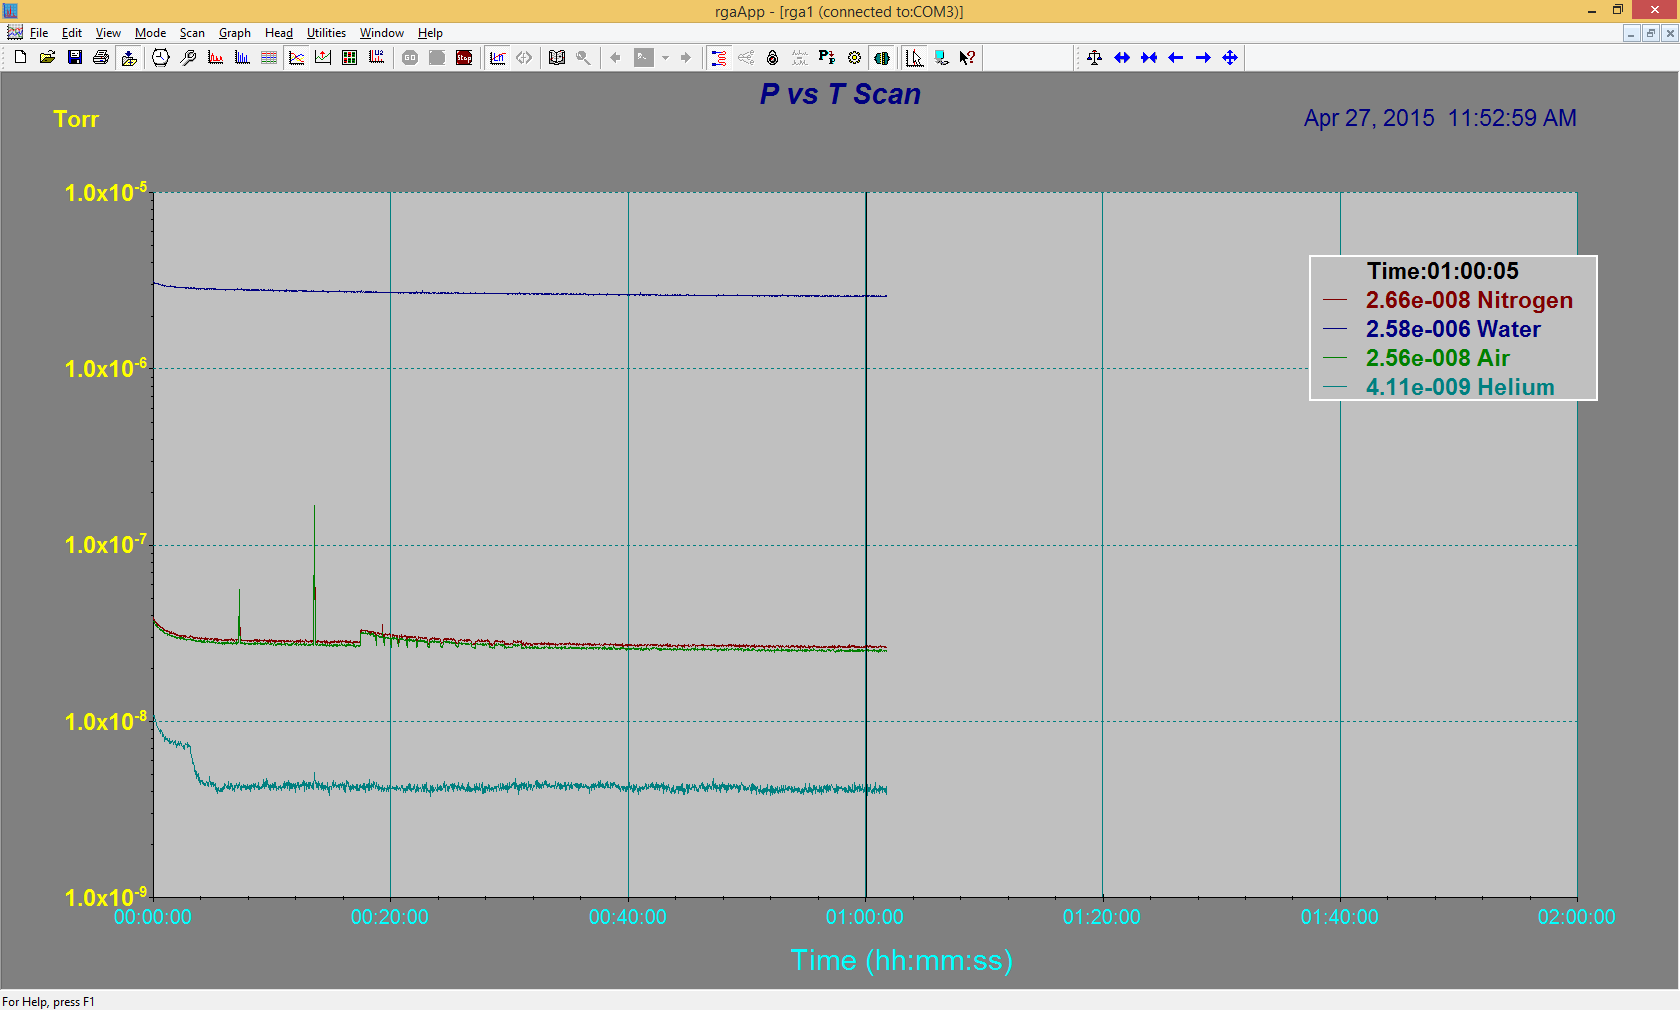 rgaApp - [rga1 (connected to:COM3)]
File Edit View Mode Scan Graph Head Utilities Window Help
GO Stop
P vs T Scan
Torr
Apr 27, 2015 11:52:59 AM
1.0x10-5
Time:01:00:05
2.66e-008 Nitrogen
2.58e-006 Water
2.56e-008 Air
4.11e-009 Helium
1.0x10-6
1.0x10-7
1.0x10-8
1.0x10-9
00:00:00 00:20:00 00:40:00 01:00:00 01:20:00 01:40:00 02:00:00
Time (hh:mm:ss)
For Help, press F1